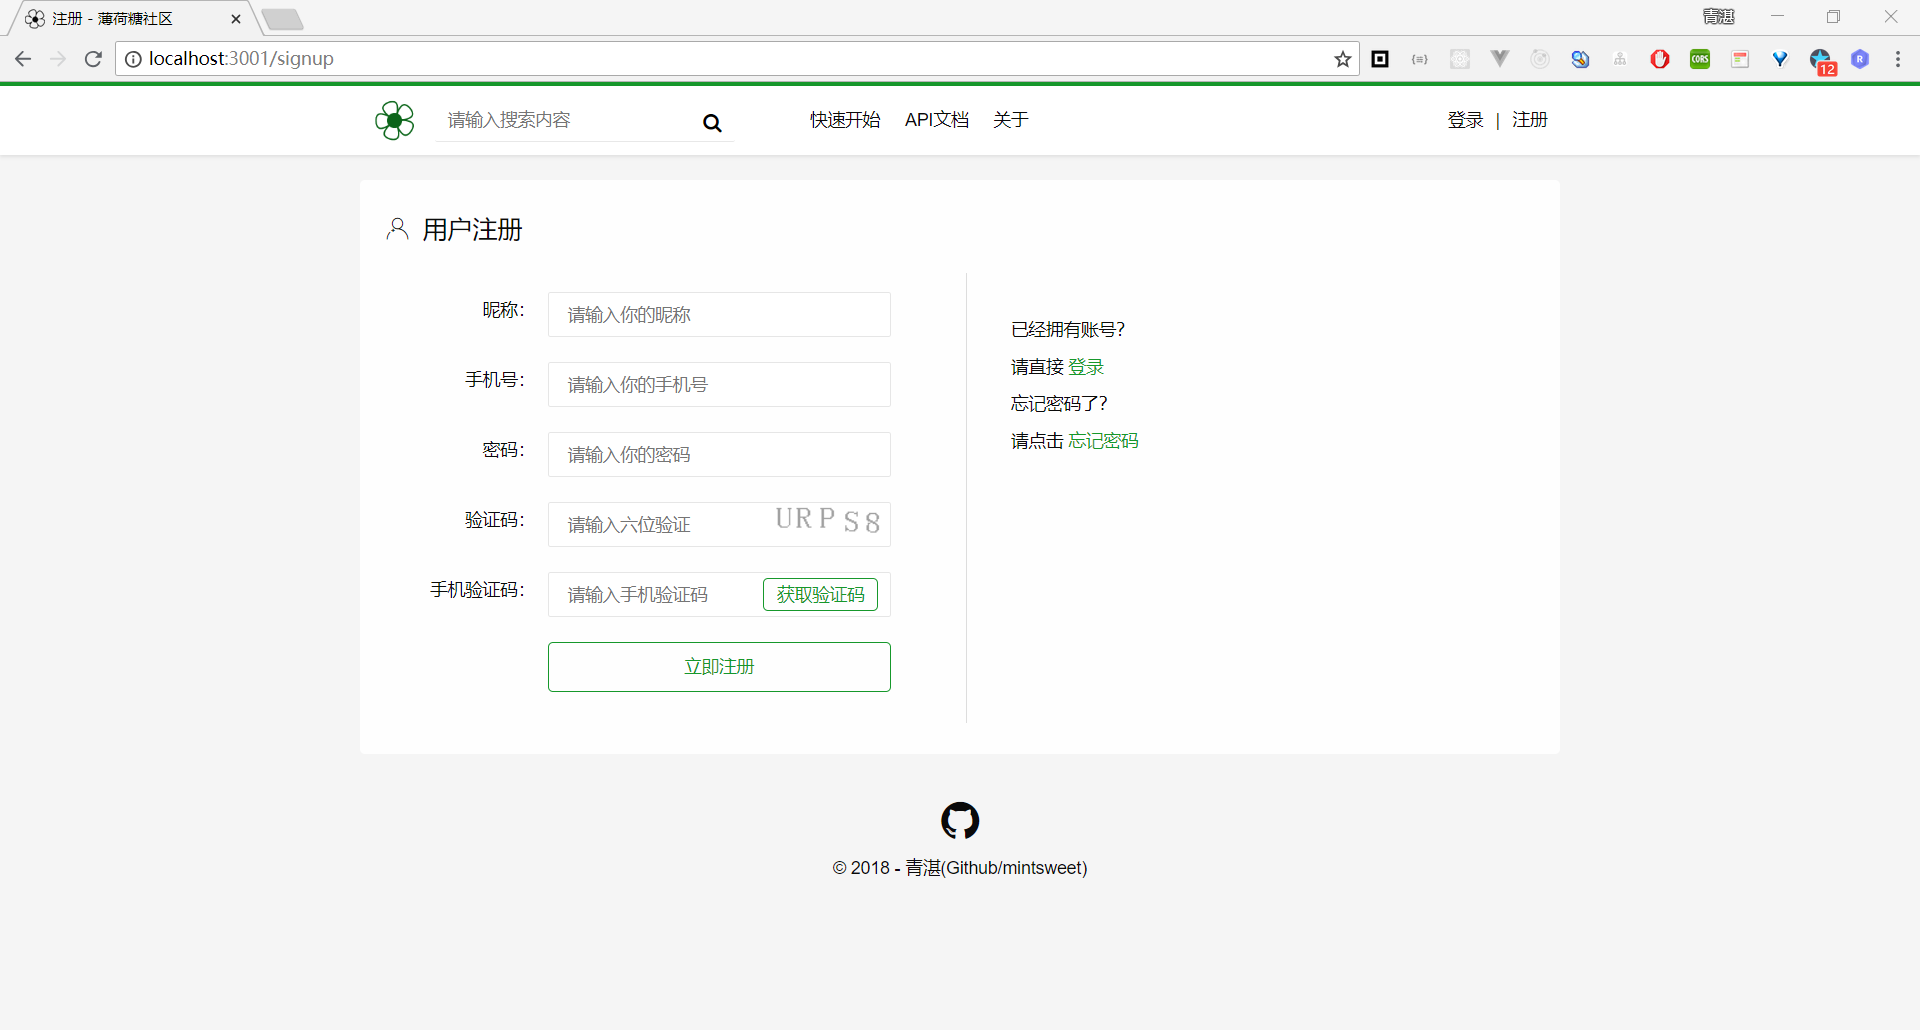 注册 - 薄荷糖社区
青湛
localhost:3001/signup
CORS
12
R
请输入搜索内容
快速开始 API文档 关于
登录 | 注册
用户注册
昵称: 请输入你的昵称
手机号: 请输入你的手机号
密码: 请输入你的密码
验证码: 请输入六位验证 URPS8
手机验证码: 请输入手机验证码 获取验证码
立即注册
已经拥有账号?
请直接 登录
忘记密码了?
请点击 忘记密码
© 2018 - 青湛(Github/mintsweet)